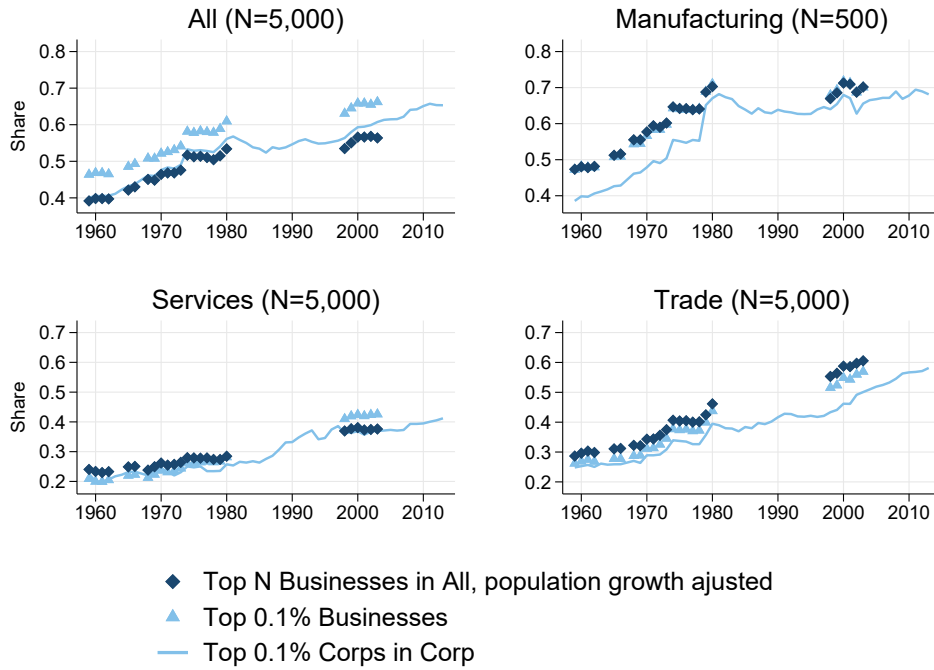 All (N=5,000)
Share
0.8
0.7
0.6
0.5
0.4
1960 1970 1980 1990 2000 2010
Manufacturing (N=500)
0.8
0.7
0.6
0.5
0.4
1960 1970 1980 1990 2000 2010
Services (N=5,000)
Share
0.7
0.6
0.5
0.4
0.3
0.2
1960 1970 1980 1990 2000 2010
Trade (N=5,000)
0.7
0.6
0.5
0.4
0.3
0.2
1960 1970 1980 1990 2000 2010
Top N Businesses in All, population growth ajusted
Top 0.1% Businesses
Top 0.1% Corps in Corp